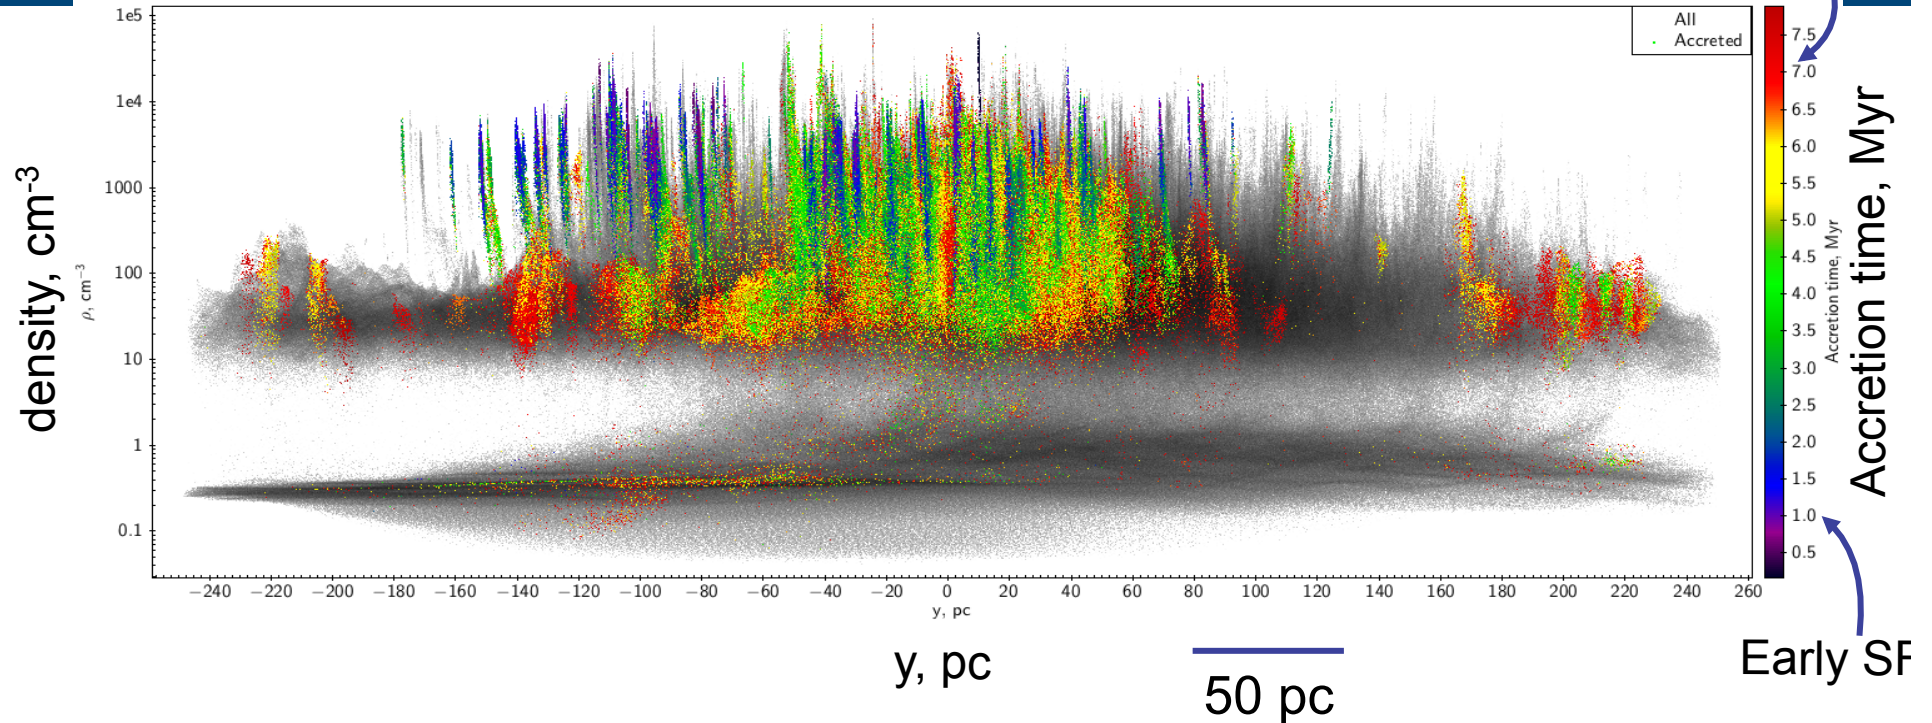 1e5
1e4
1000
100
10
1
0.1
density, cm-3
ρ, cm-3
All
Accreted
−240 −220 −200 −180 −160 −140 −120 −100 −80 −60 −40 −20 0 20 40 60 80 100 120 140 160 180 200 220 240 260
y, pc
y, pc
50 pc
7.5
7.0
6.5
6.0
5.5
5.0
4.5
4.0
3.5
3.0
2.5
2.0
1.5
1.0
0.5
Accretion time, Myr
Accretion time, Myr
Early SF